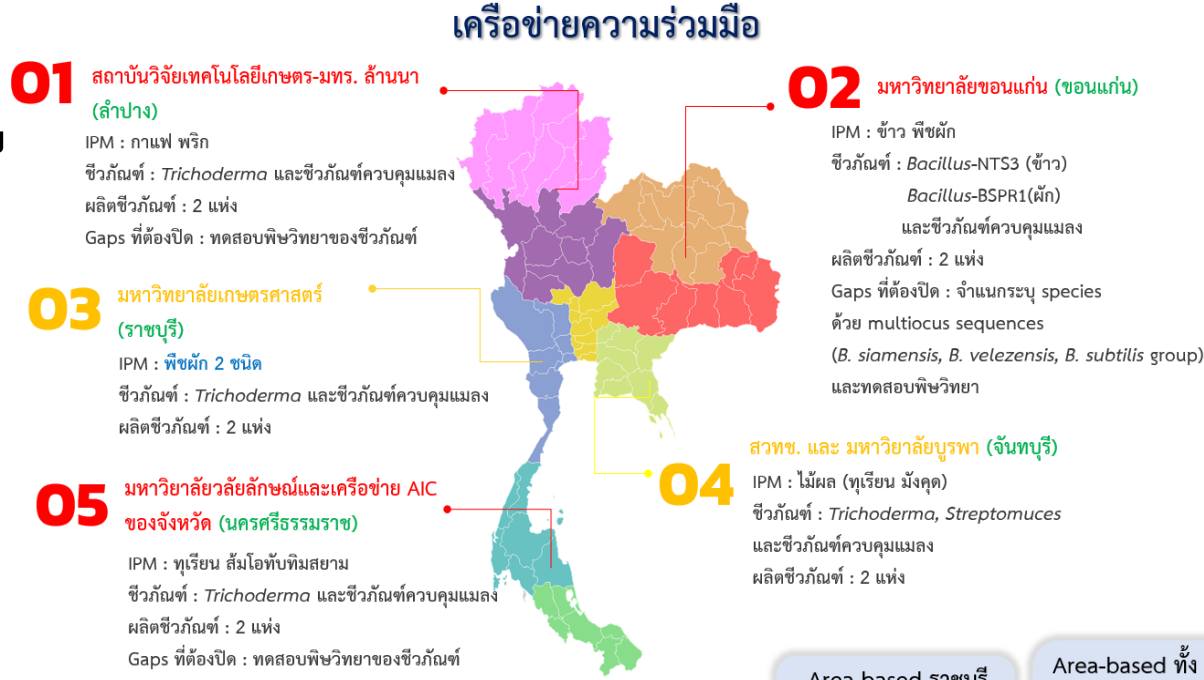 เครือข่ายความร่วมมือ
01 สถาบันวิจัยเทคโนโลยีเกษตร-มทร. ล้านนา
(ลำปาง)
IPM : กาแฟ พริก
ชีวภัณฑ์ : Trichoderma และชีวภัณฑ์ควบคุมแมลง
ผลิตชีวภัณฑ์ : 2 แห่ง
Gaps ที่ต้องปิด : ทดสอบพิษวิทยาของชีวภัณฑ์
02 มหาวิทยาลัยขอนแก่น (ขอนแก่น)
IPM : ข้าว พืชผัก
ชีวภัณฑ์ : Bacillus-NTS3 (ข้าว)
Bacillus-BSPR1(ผัก)
และชีวภัณฑ์ควบคุมแมลง
ผลิตชีวภัณฑ์ : 2 แห่ง
Gaps ที่ต้องปิด : จำแนกระบุ species
ด้วย multiocus sequences
(B. siamensis, B. velezensis, B. subtilis group)
และทดสอบพิษวิทยา
03 มหาวิทยาลัยเกษตรศาสตร์
(ราชบุรี)
IPM : พืชผัก 2 ชนิด
ชีวภัณฑ์ : Trichoderma และชีวภัณฑ์ควบคุมแมลง
ผลิตชีวภัณฑ์ : 2 แห่ง
04 สวทช. และ มหาวิยาลัยบูรพา (จันทบุรี)
IPM : ไม้ผล (ทุเรียน มังคุด)
ชีวภัณฑ์ : Trichoderma, Streptomuces
และชีวภัณฑ์ควบคุมแมลง
ผลิตชีวภัณฑ์ : 2 แห่ง
05 มหาวิยาลัยวลัยลักษณ์และเครือข่าย AIC
ของจังหวัด (นครศรีธรรมราช)
IPM : ทุเรียน ส้มโอทับทิมสยาม
ชีวภัณฑ์ : Trichoderma และชีวภัณฑ์ควบคุมแมลง
ผลิตชีวภัณฑ์ : 2 แห่ง
Gaps ที่ต้องปิด : ทดสอบพิษวิทยาของชีวภัณฑ์
Area-based ราชบุรี
Area-based ทั้ง